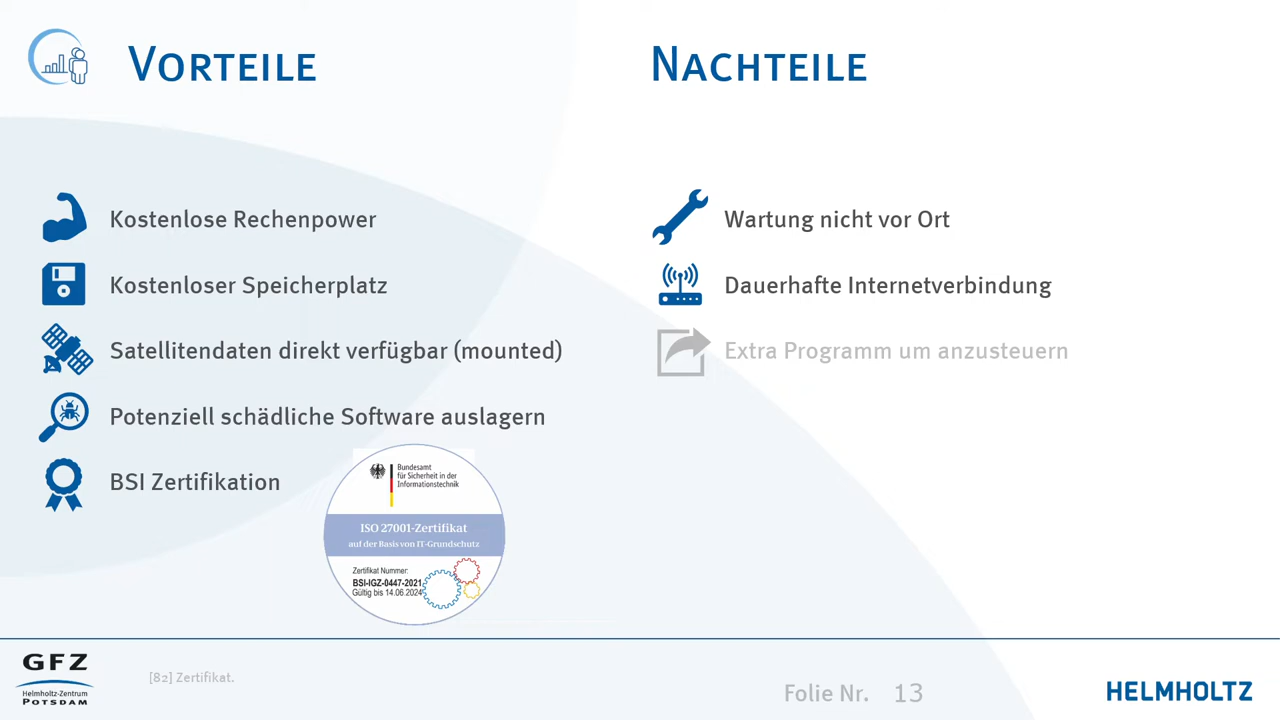 Vorteile
Kostenlose Rechenpower
Kostenloser Speicherplatz
Satellitendaten direkt verfügbar (mounted)
Potenziell schädliche Software auslagern
BSI Zertifikation
Bundesamt
für Sicherheit in der
Informationstechnik
ISO 27001-Zertifikat
auf der Basis von IT-Grundschutz
Zertifikat Nummer:
BSI-IGZ-0447-2021
Gültig bis 14.06.2024
Nachteile
Wartung nicht vor Ort
Dauerhafte Internetverbindung
Extra Programm um anzusteuern
GFZ
Helmholtz-Zentrum
Potsdam
[82] Zertifikat.
Folie Nr. 13
HELMHOLTZ